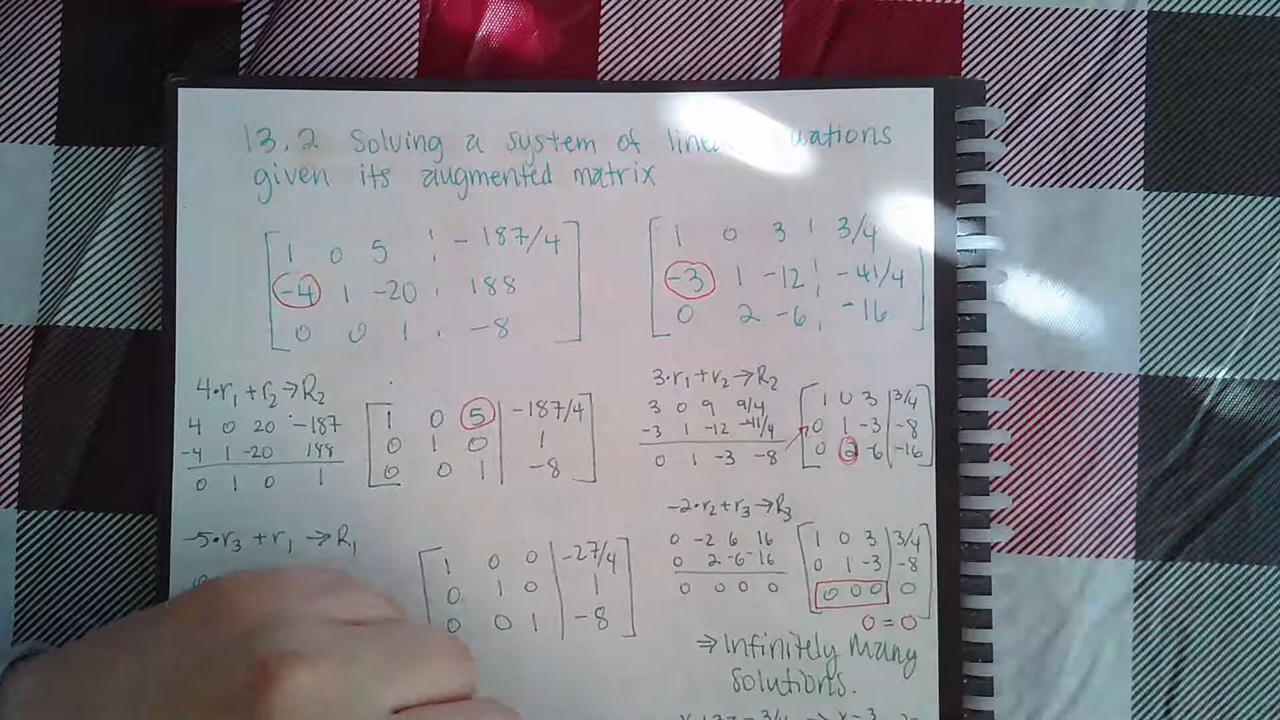 13.2 Solving a system of uations
given its augmented matrix
1 0 5 ¦ -187/4
-4 1 -20 ¦ 188
0 0 1 ¦ -8
4·r₁+r₂→R₂
4 0 20 -187
-4 1 -20 188
0 1 0 1
1 0 5 | -187/4
0 1 0 | 1
0 0 1 | -8
-5·r₃+r₁→R₁
1 0 0 | -27/4
0 1 0 | 1
0 0 1 | -8
1 0 3 ¦ 3/4
-3 1 -12 ¦ -41/4
0 2 -6 ¦ -16
3·r₁+r₂→R₂
3 0 9 9/4
-3 1 -12 -41/4
0 1 -3 -8
1 0 3 | 3/4
0 1 -3 | -8
0 2 -6 | -16
-2·r₂+r₃→R₃
0 -2 6 16
0 2 -6 -16
0 0 0 0
1 0 3 | 3/4
0 1 -3 | -8
0 0 0 | 0
0=0
⇒ Infinitely many
solutions.